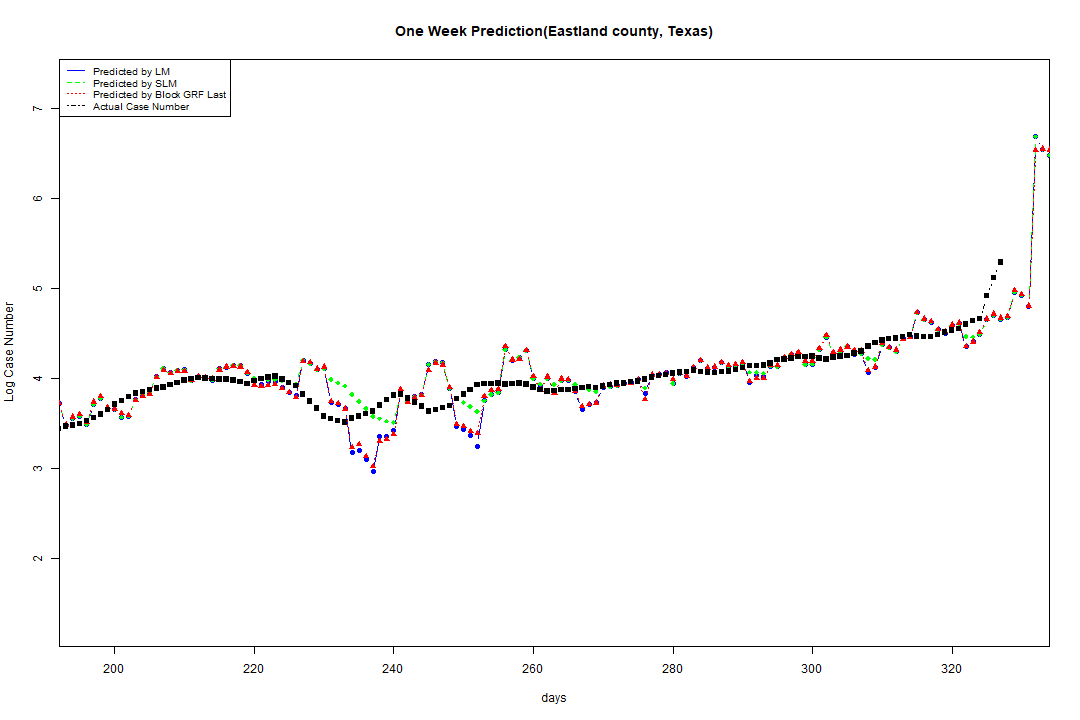 One Week Prediction(Eastland county, Texas)
Predicted by LM
Predicted by SLM
Predicted by Block GRF Last
Actual Case Number
Log Case Number
7
6
5
4
3
2
200 220 240 260 280 300 320
days